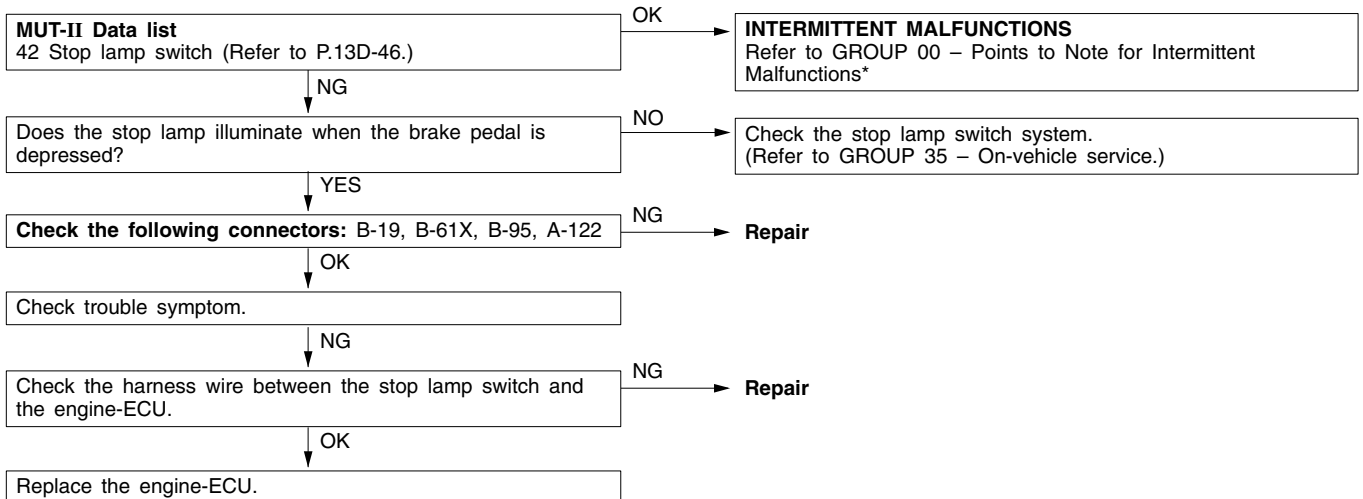 MUT-II Data list
42 Stop lamp switch (Refer to P.13D-46.)
OK
INTERMITTENT MALFUNCTIONS
Refer to GROUP 00 – Points to Note for Intermittent
Malfunctions*
NG
Does the stop lamp illuminate when the brake pedal is
depressed?
NO
Check the stop lamp switch system.
(Refer to GROUP 35 – On-vehicle service.)
YES
Check the following connectors: B-19, B-61X, B-95, A-122
NG
Repair
OK
Check trouble symptom.
NG
Check the harness wire between the stop lamp switch and
the engine-ECU.
NG
Repair
OK
Replace the engine-ECU.